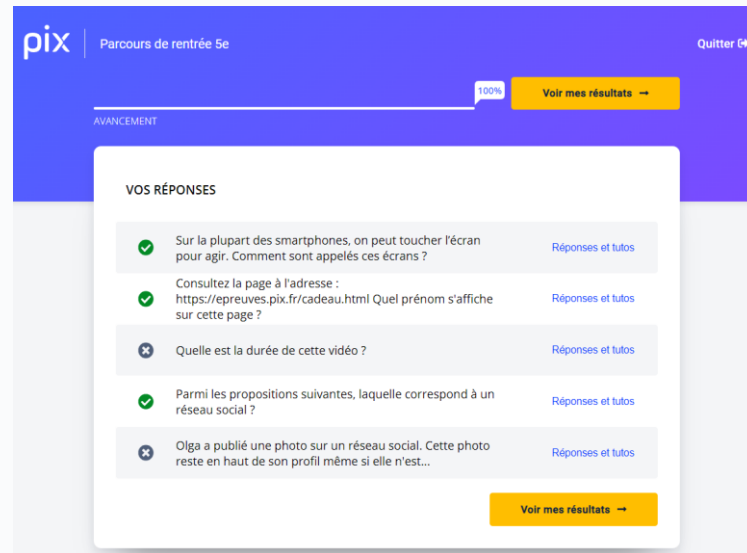 pix
Parcours de rentrée 5e
Quitter
100%
Voir mes résultats →
AVANCEMENT
VOS RÉPONSES
Sur la plupart des smartphones, on peut toucher l'écran
pour agir. Comment sont appelés ces écrans ?
Réponses et tutos
Consultez la page à l'adresse :
https://epreuves.pix.fr/cadeau.html Quel prénom s'affiche
sur cette page ?
Réponses et tutos
Quelle est la durée de cette vidéo ?
Réponses et tutos
Parmi les propositions suivantes, laquelle correspond à un
réseau social ?
Réponses et tutos
Olga a publié une photo sur un réseau social. Cette photo
reste en haut de son profil même si elle n'est...
Réponses et tutos
Voir mes résultats →